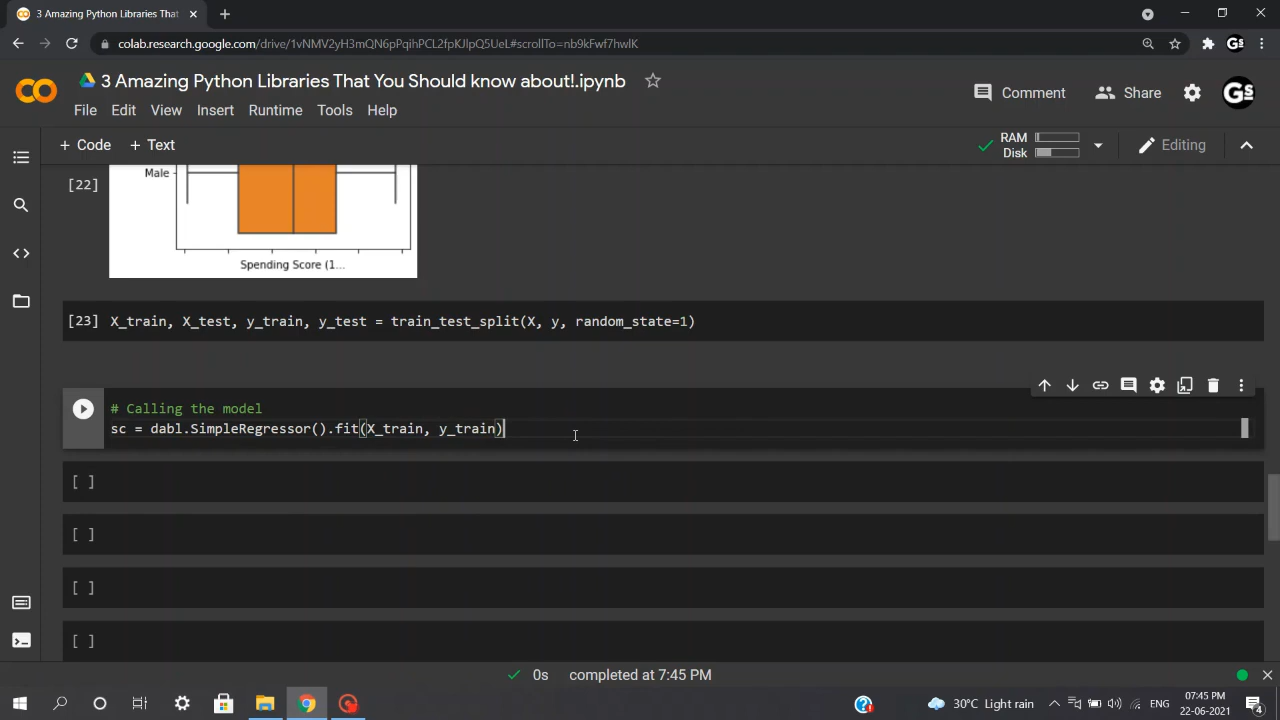 3 Amazing Python Libraries That
colab.research.google.com/drive/1vNMV2yH3mQN6pPqihPCL2fpKJlpQ5UeL#scrollTo=nb9kFwf7hwlK
GS
3 Amazing Python Libraries That You Should know about!.ipynb
Comment
Share
GS
File Edit View Insert Runtime Tools Help
+ Code + Text
RAM
Disk
Editing
[22]
Male
Spending Score (1...
[23] X_train, X_test, y_train, y_test = train_test_split(X, y, random_state=1)
# Calling the model
sc = dabl.SimpleRegressor().fit(X_train, y_train)
[ ]
[ ]
[ ]
[ ]
0s completed at 7:45 PM
30°C Light rain
ENG
07:45 PM
22-06-2021
4